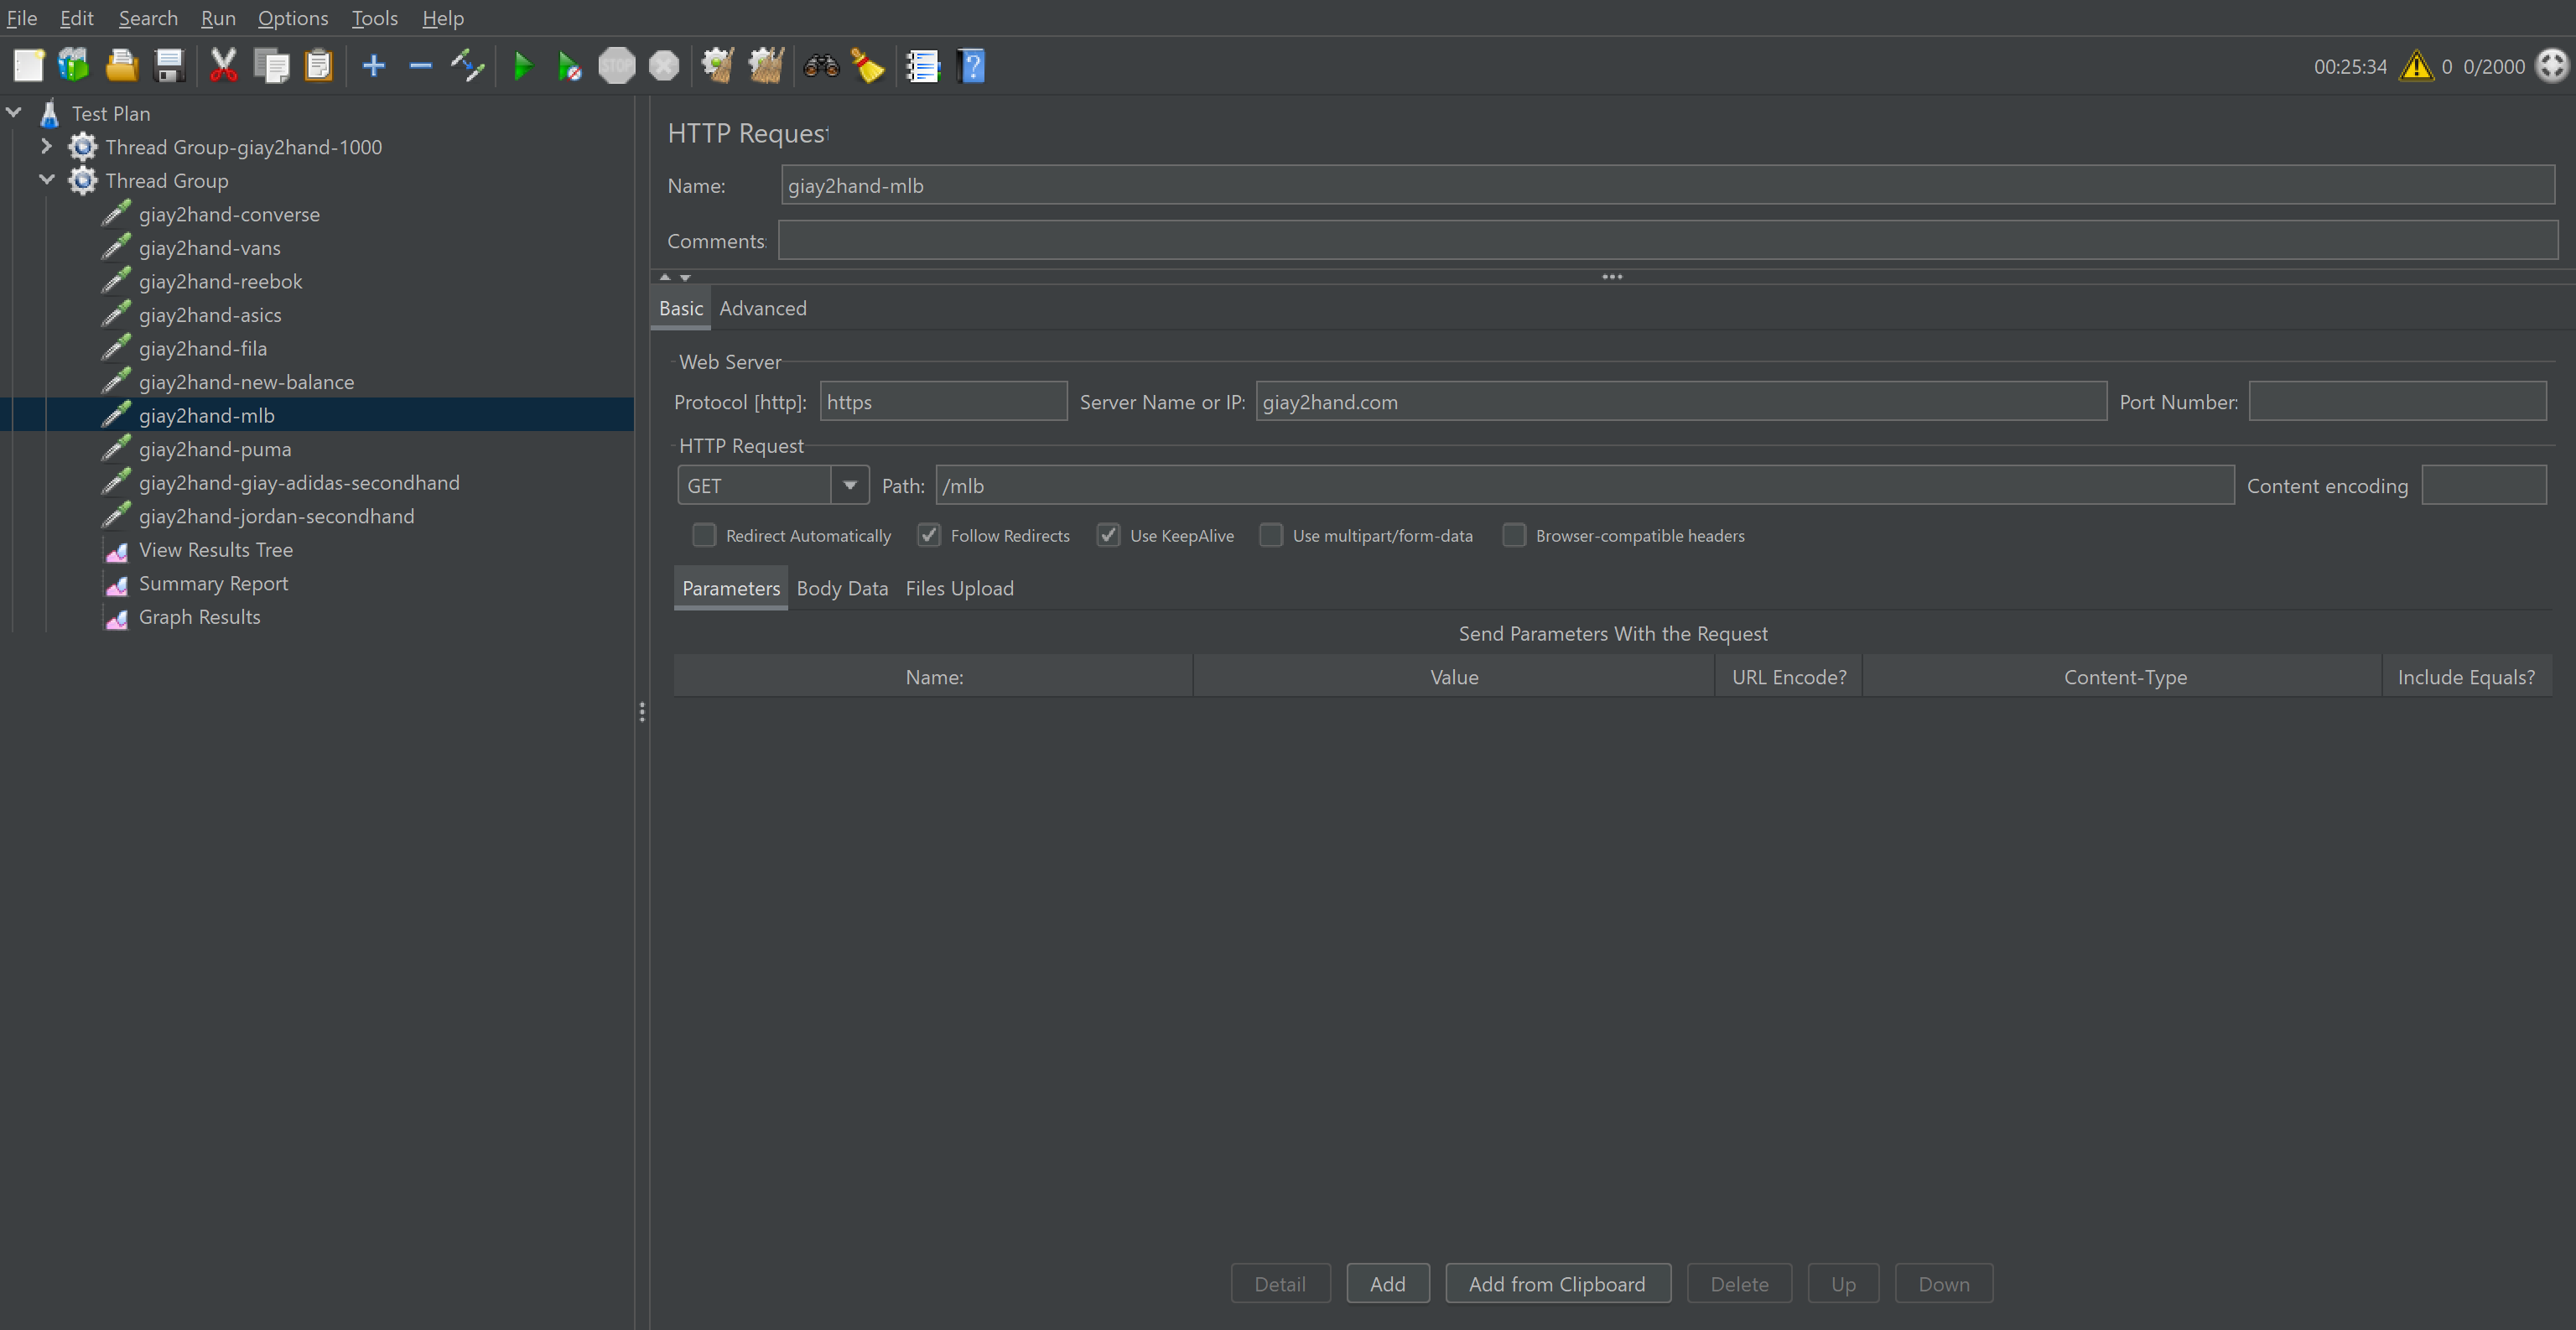 File Edit Search Run Options Tools Help
STOP
00:25:34 0 0/2000
Test Plan
Thread Group-giay2hand-1000
Thread Group
giay2hand-converse
giay2hand-vans
giay2hand-reebok
giay2hand-asics
giay2hand-fila
giay2hand-new-balance
giay2hand-mlb
giay2hand-puma
giay2hand-giay-adidas-secondhand
giay2hand-jordan-secondhand
View Results Tree
Summary Report
Graph Results
HTTP Request
Name: giay2hand-mlb
Comments:
Basic Advanced
Web Server
Protocol [http]: https Server Name or IP: giay2hand.com Port Number:
HTTP Request
GET Path: /mlb Content encoding
Redirect Automatically Follow Redirects Use KeepAlive Use multipart/form-data Browser-compatible headers
Parameters Body Data Files Upload
Send Parameters With the Request
Name: Value URL Encode? Content-Type Include Equals?
Detail Add Add from Clipboard Delete Up Down